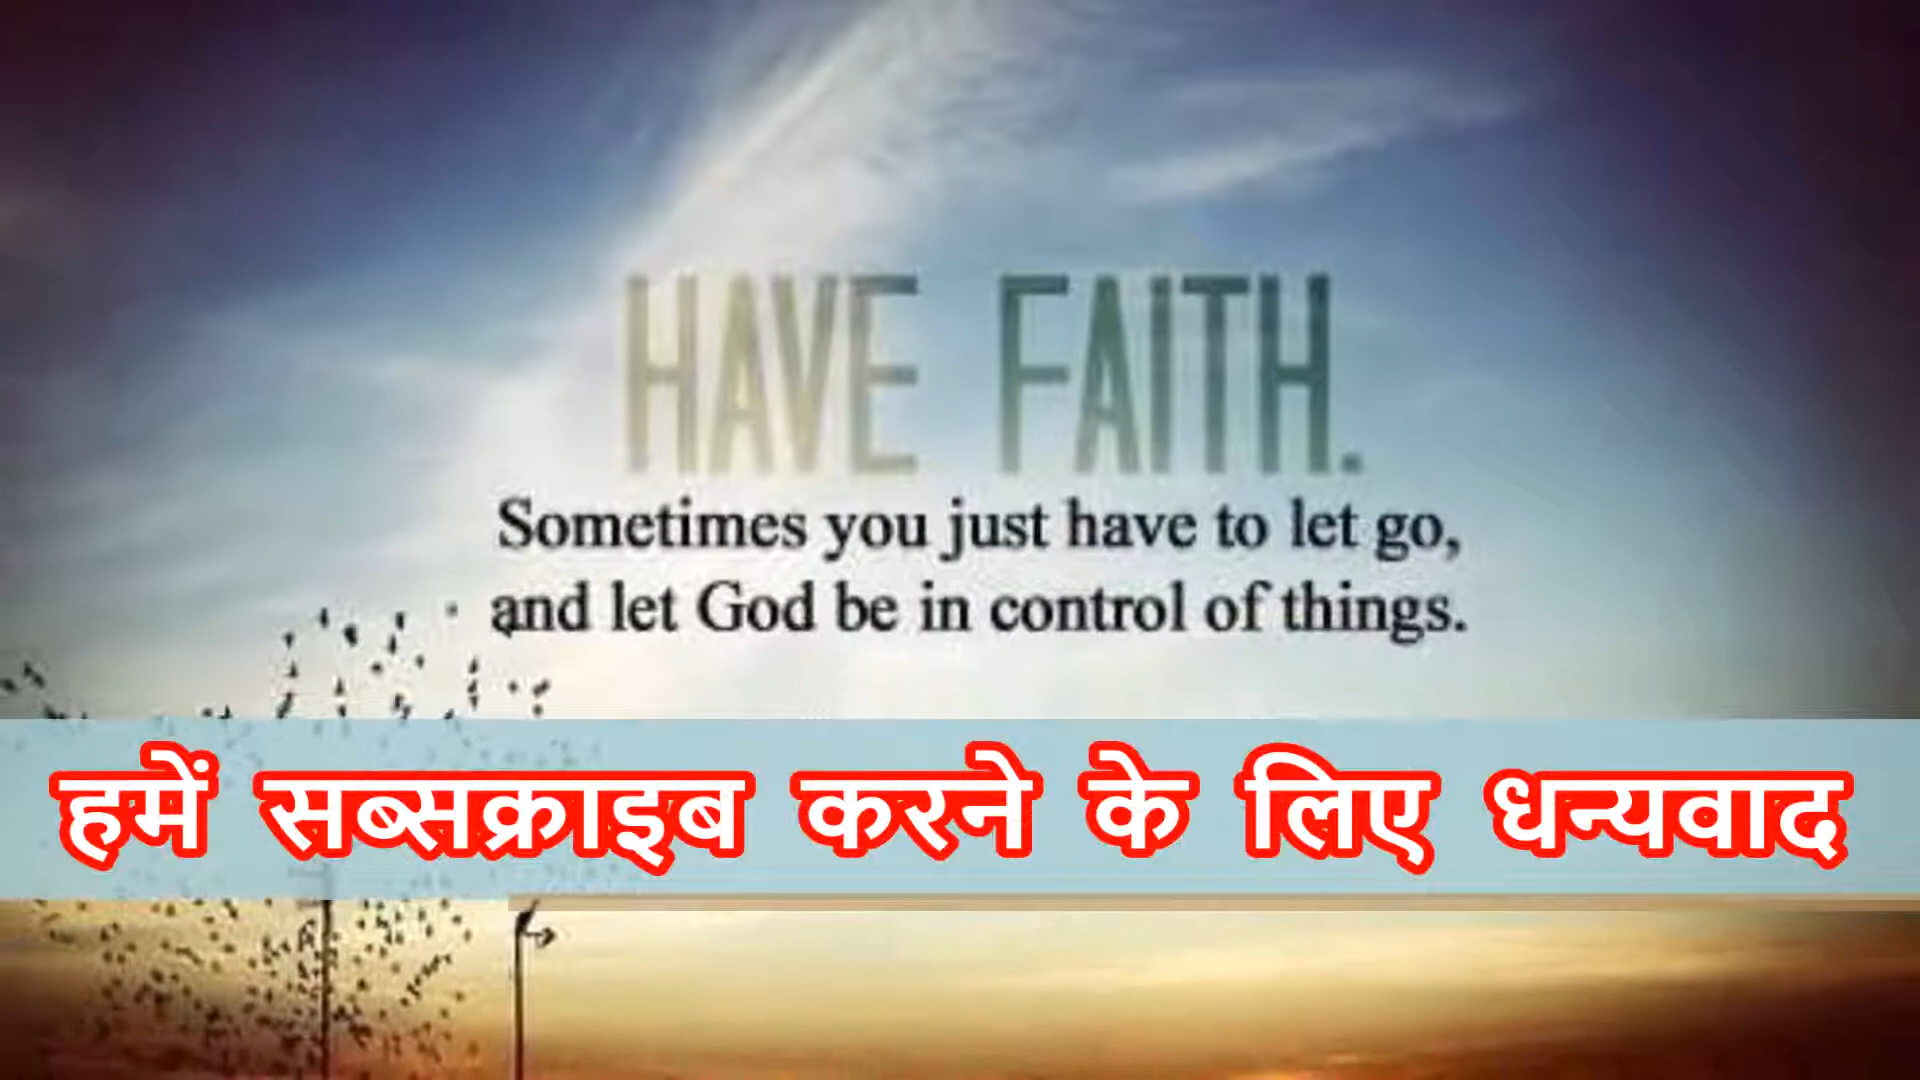 HAVE FAITH.
Sometimes you just have to let go,
and let God be in control of things.
हमें सब्सक्राइब करने के लिए धन्यवाद